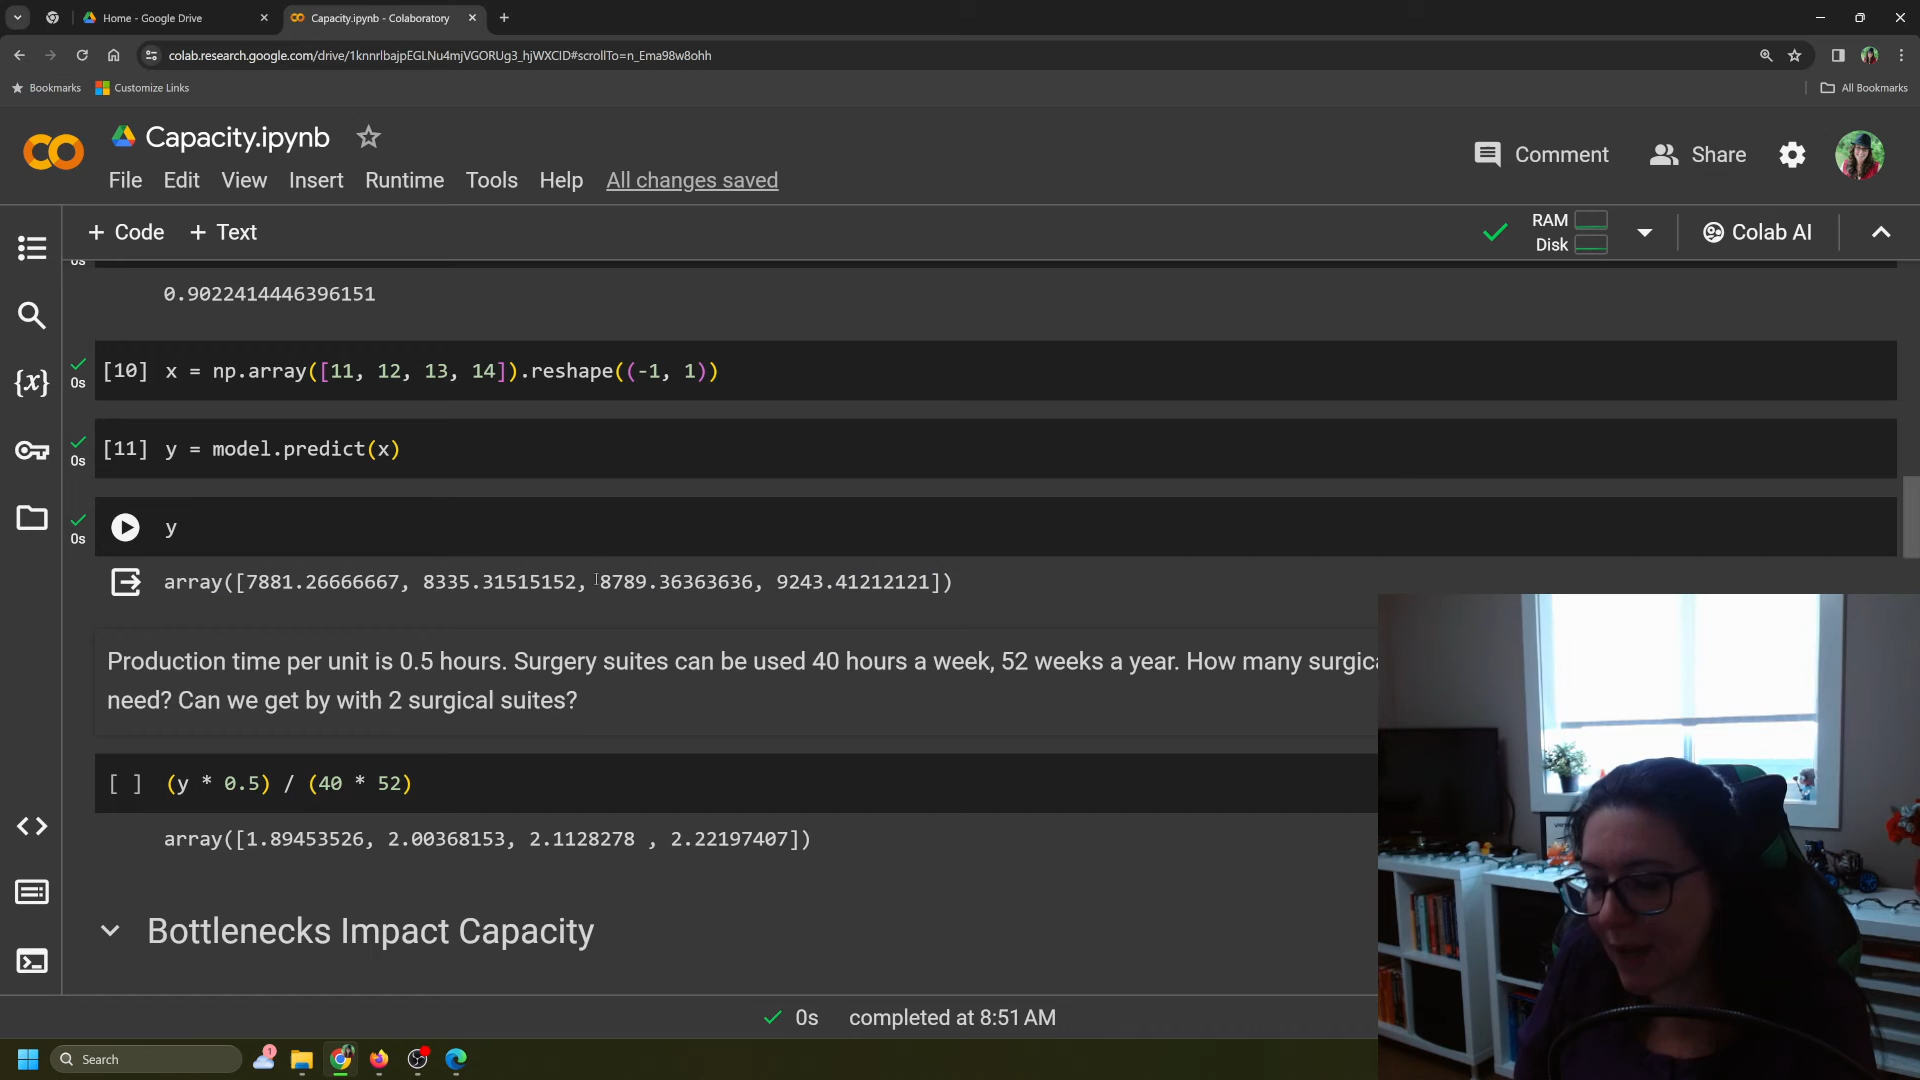 Home - Google Drive
Capacity.ipynb - Colaboratory
colab.research.google.com/drive/1knnrlbajpEGLNu4mjVGORUg3_hjWXCID#scrollTo=n_Ema98w8ohh
Bookmarks
Customize Links
All Bookmarks
Capacity.ipynb
Comment
Share
File Edit View Insert Runtime Tools Help All changes saved
+ Code + Text
RAM
Disk
Colab AI
0s
0.9022414446396151
[10] x = np.array([11, 12, 13, 14]).reshape((-1, 1))
0s
[11] y = model.predict(x)
0s
y
0s
array([7881.26666667, 8335.31515152, 8789.36363636, 9243.41212121])
Production time per unit is 0.5 hours. Surgery suites can be used 40 hours a week, 52 weeks a year. How many
need? Can we get by with 2 surgical suites?
[ ] (y * 0.5) / (40 * 52)
array([1.89453526, 2.00368153, 2.1128278 , 2.22197407])
Bottlenecks Impact Capacity
0s completed at 8:51 AM
Search
1